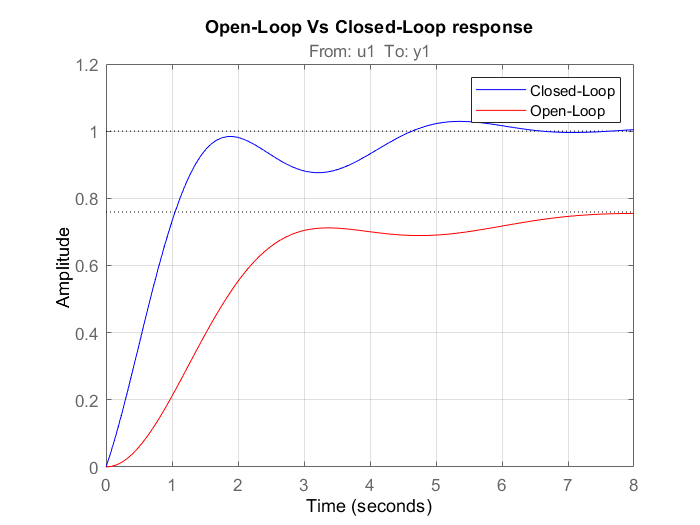 Open-Loop Vs Closed-Loop response
From: u1 To: y1
Closed-Loop
Open-Loop
Amplitude
1.2
1
0.8
0.6
0.4
0.2
0
0 1 2 3 4 5 6 7 8
Time (seconds)